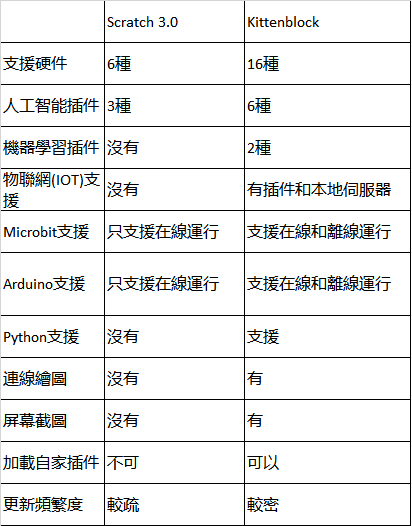 Scratch 3.0 Kittenblock
支援硬件 6種 16種
人工智能插件 3種 6種
機器學習插件 沒有 2種
物聯網(IOT)支
援 沒有 有插件和本地伺服器
Microbit支援 只支援在線運行 支援在線和離線運行
Arduino支援 只支援在線運行 支援在線和離線運行
Python支援 沒有 支援
連線繪圖 沒有 有
屏幕截圖 沒有 有
加載自家插件 不可 可以
更新頻繁度 較疏 較密